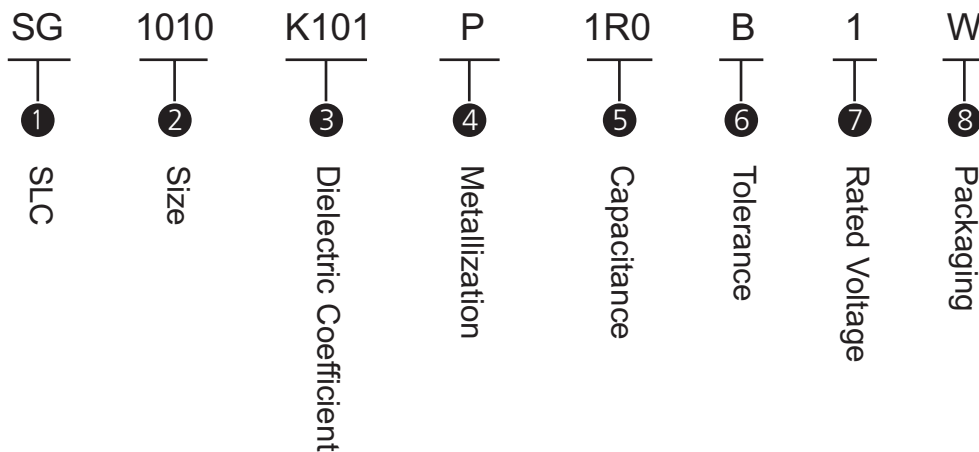 SG 1010 K101 P 1R0 B 1 W
1 2 3 4 5 6 7 8
SLC
Size
Dielectric Coefficient
Metallization
Capacitance
Tolerance
Rated Voltage
Packaging